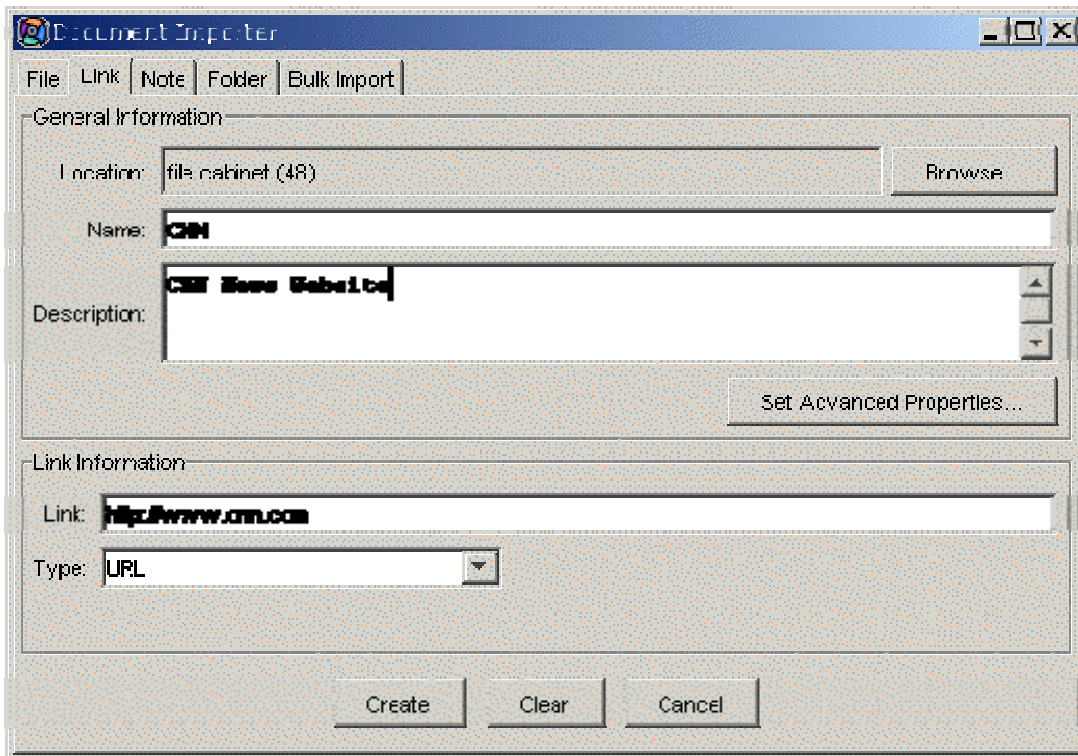 Document Importer
File Link Note Folder Bulk Import
General Information
Location: file cabinet (48) Browse
Name: CNN
Description: CNN News Website
Set Advanced Properties...
Link Information
Link: http://www.cnn.com
Type: URL
Create Clear Cancel